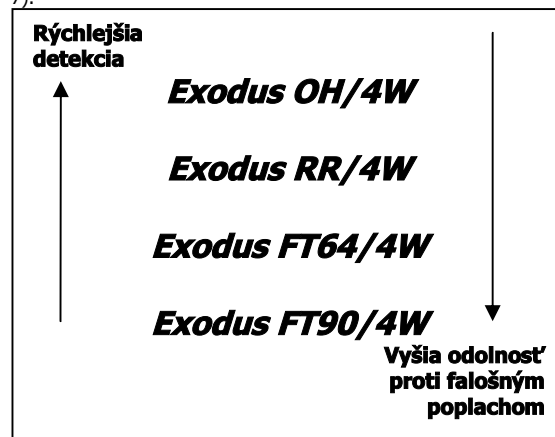 7).
Rýchlejšia
detekcia
Exodus OH/4W
Exodus RR/4W
Exodus FT64/4W
Exodus FT90/4W
Vyšia odolnosť
proti falošným
poplachom